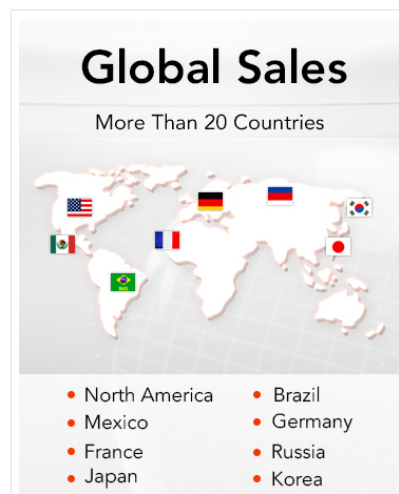 Global Sales
More Than 20 Countries
North America
Mexico
France
Japan
Brazil
Germany
Russia
Korea